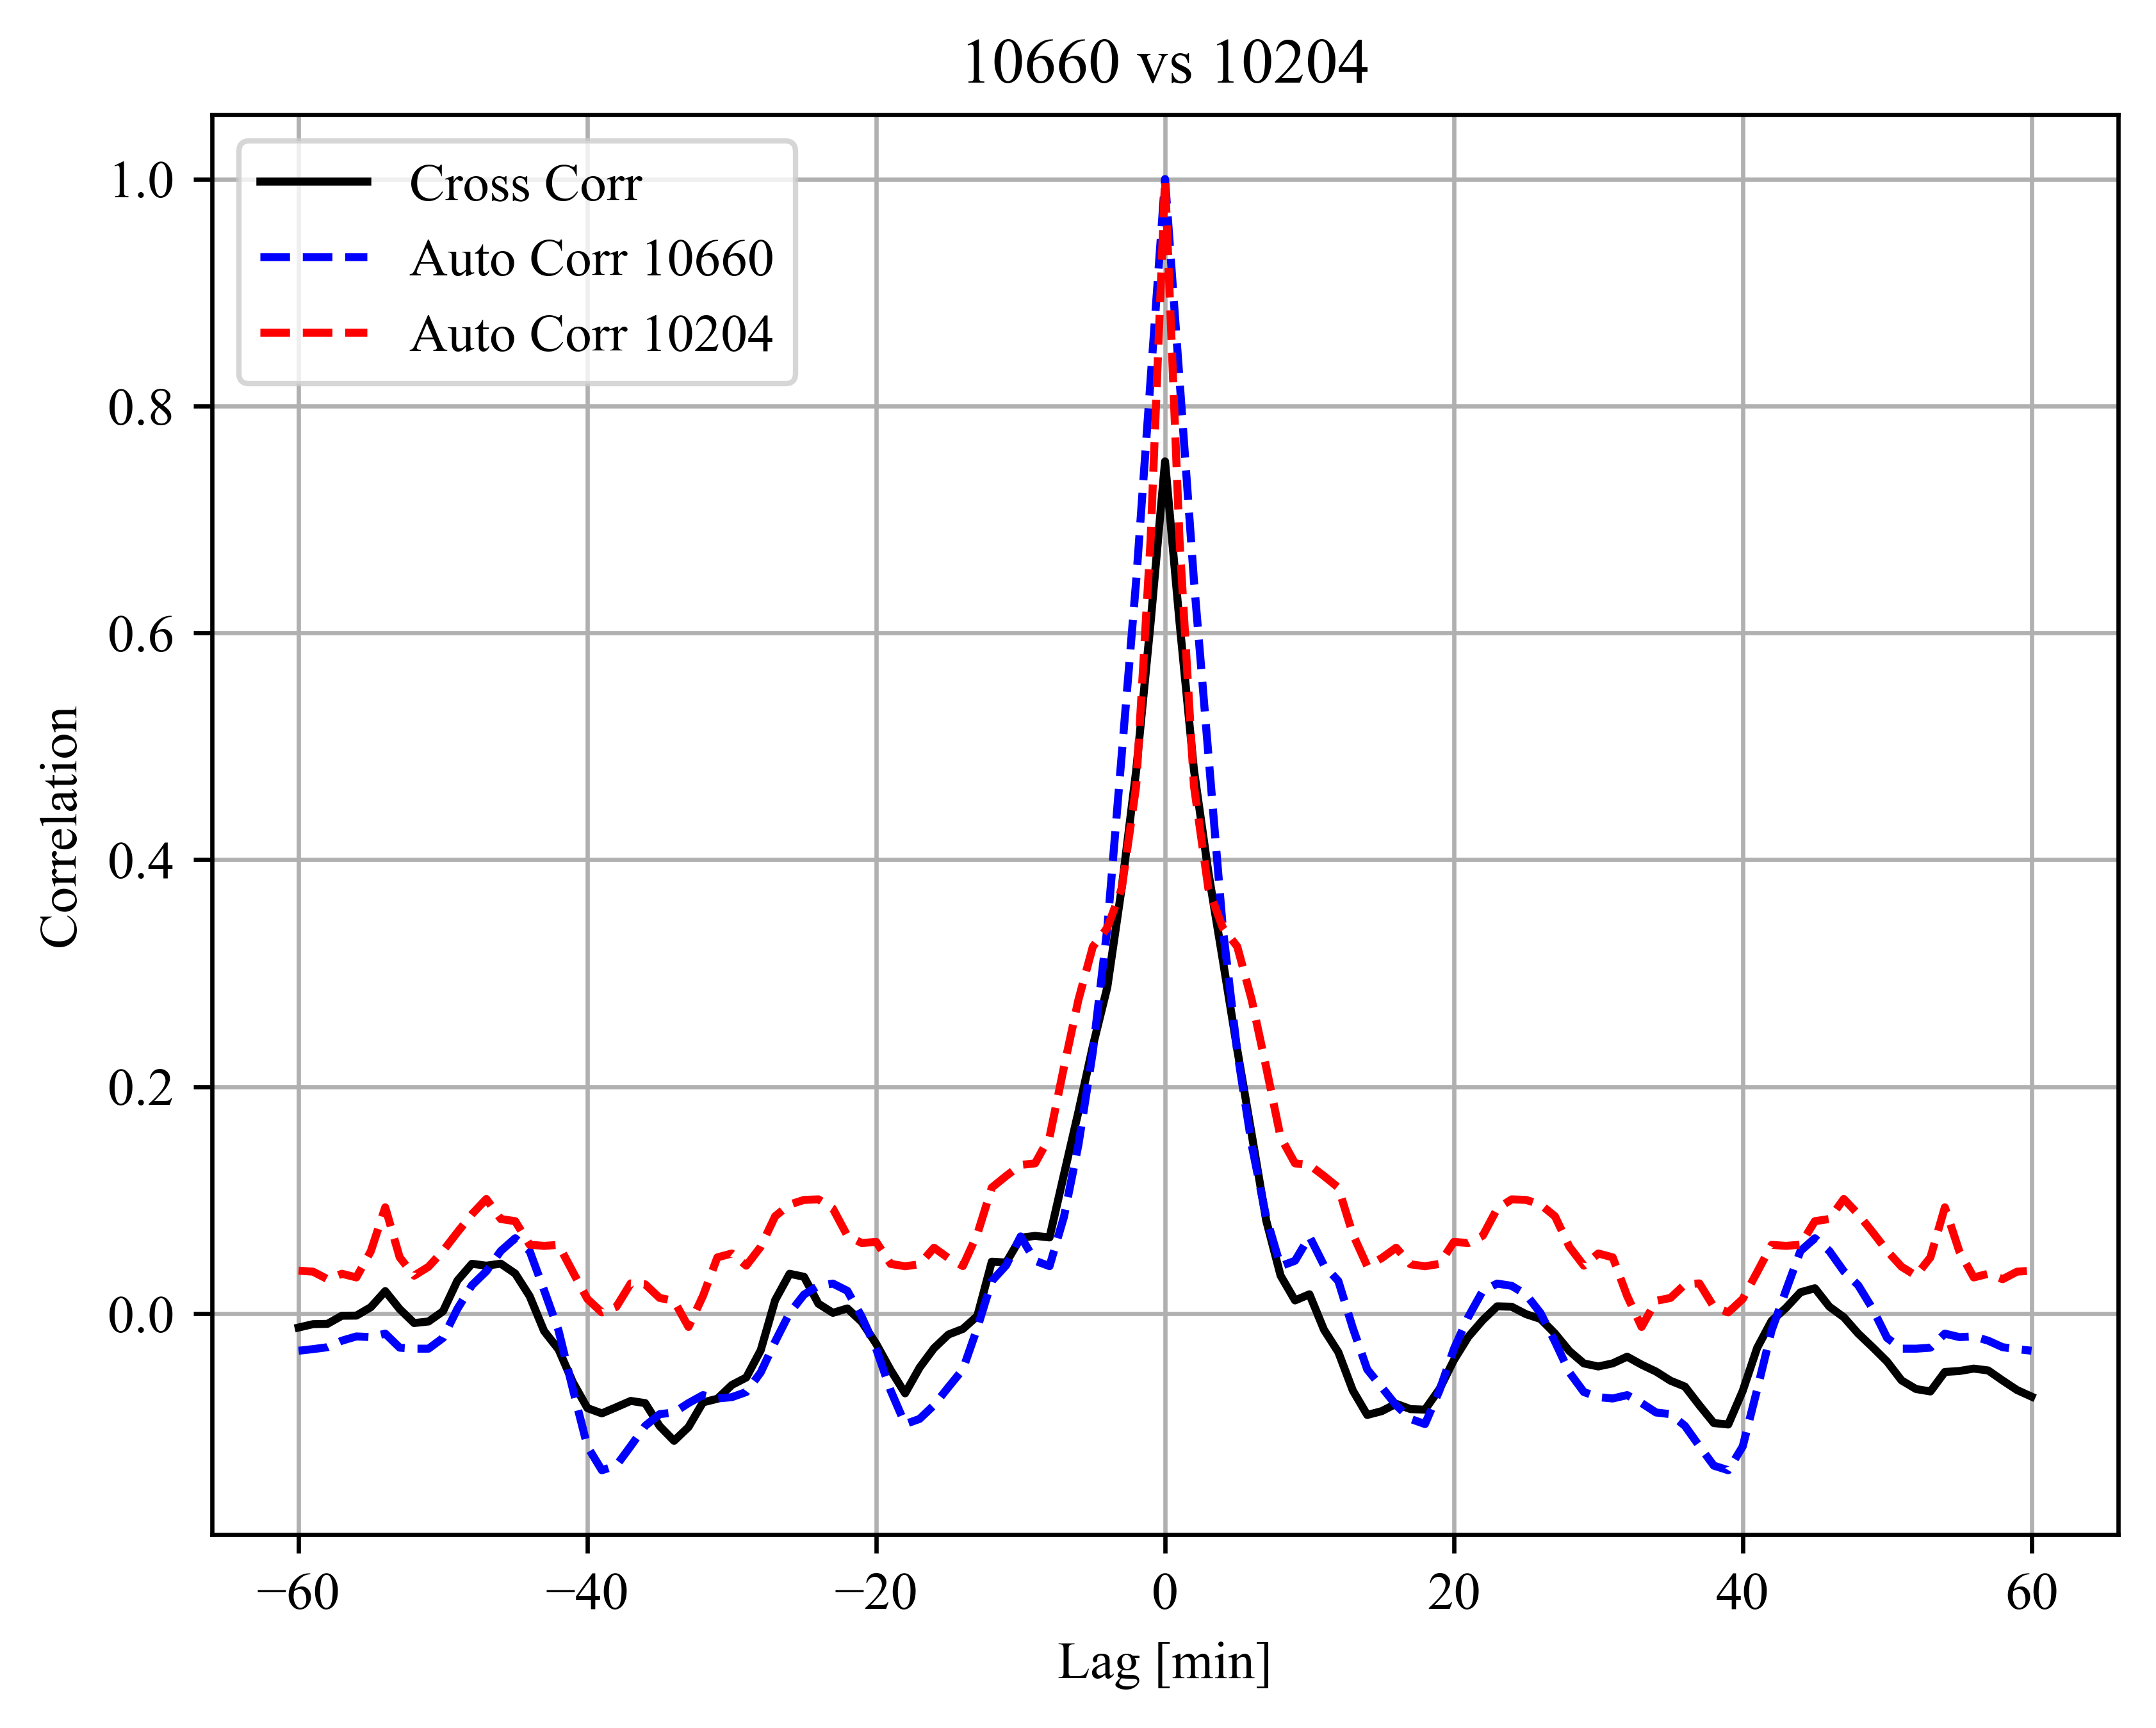 10660 vs 10204
Cross Corr
Auto Corr 10660
Auto Corr 10204
1.0
0.8
0.6
0.4
0.2
0.0
Correlation
−60
−40
−20
0
20
40
60
Lag [min]